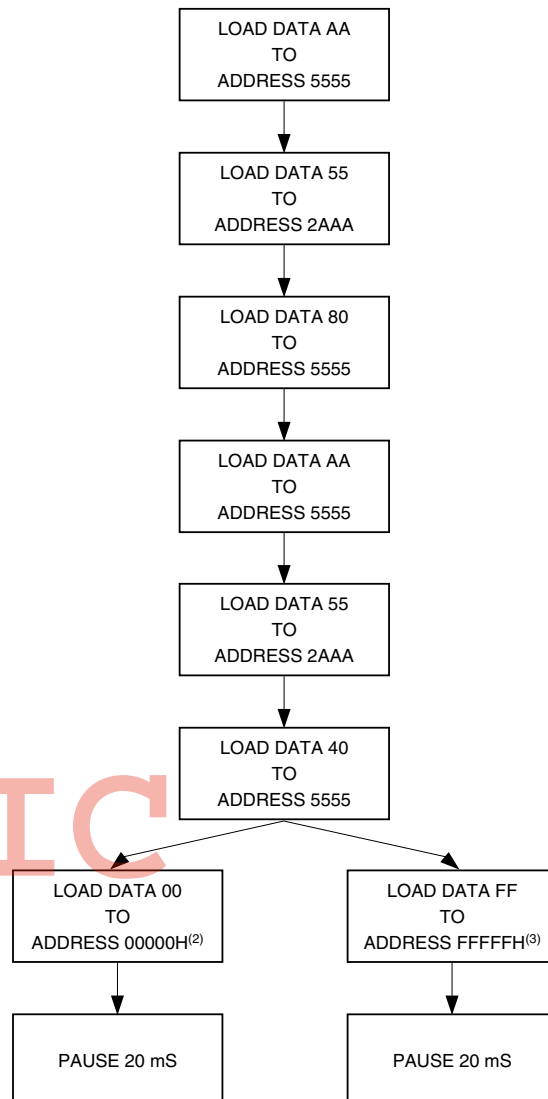 LOAD DATA AA
TO
ADDRESS 5555
LOAD DATA 55
TO
ADDRESS 2AAA
LOAD DATA 80
TO
ADDRESS 5555
LOAD DATA AA
TO
ADDRESS 5555
LOAD DATA 55
TO
ADDRESS 2AAA
LOAD DATA 40
TO
ADDRESS 5555
IC
LOAD DATA 00
TO
ADDRESS 00000H(2)
LOAD DATA FF
TO
ADDRESS FFFFFH(3)
PAUSE 20 mS
PAUSE 20 mS